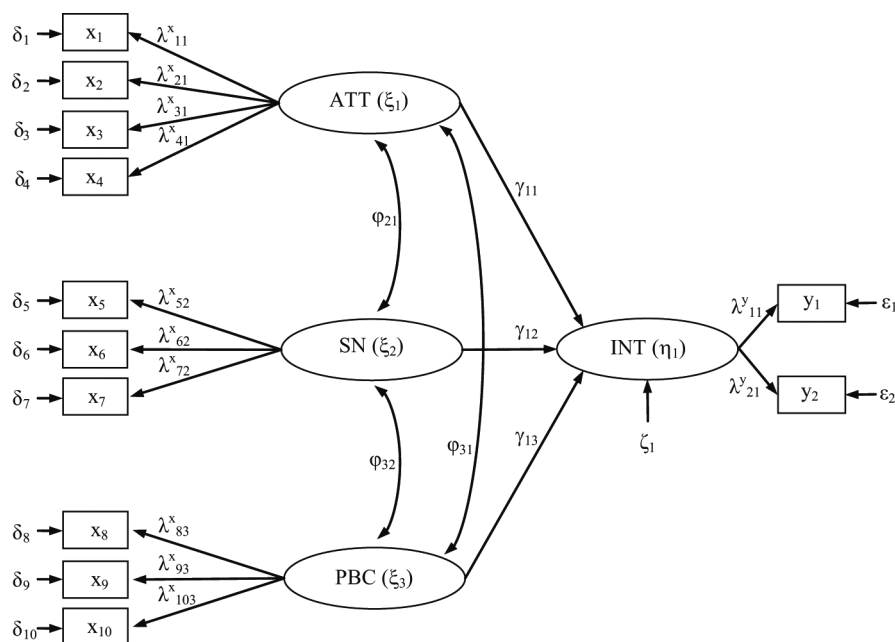 δ₁ x₁ λˣ₁₁
δ₂ x₂ λˣ₂₁
δ₃ x₃ λˣ₃₁
δ₄ x₄ λˣ₄₁
ATT (ξ₁)
γ₁₁
φ₂₁
δ₅ x₅ λˣ₅₂
δ₆ x₆ λˣ₆₂
δ₇ x₇ λˣ₇₂
SN (ξ₂)
γ₁₂
INT (η₁)
λʸ₁₁ y₁ ε₁
λʸ₂₁ y₂ ε₂
ζ₁
γ₁₃
φ₃₂
φ₃₁
δ₈ x₈ λˣ₈₃
δ₉ x₉ λˣ₉₃
δ₁₀ x₁₀ λˣ₁₀₃
PBC (ξ₃)